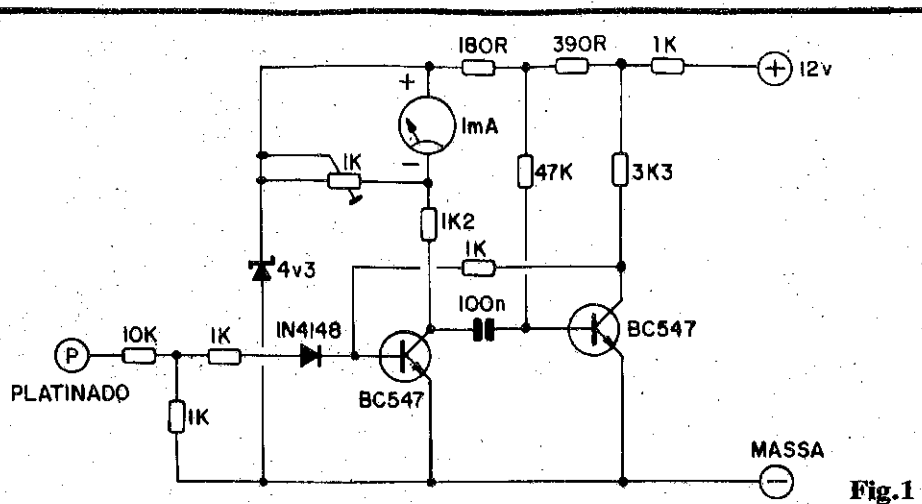 180R 390R 1K
+ 12v
+
1mA
1K - 47K 3K3
1K2
1K
4v3
100n
10K 1K 1N4148 BC547
P
PLATINADO BC547
1K
MASSA
-
Fig.1